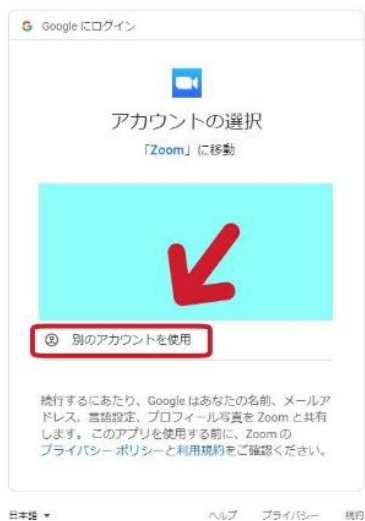 Google にログイン
アカウントの選択
「Zoom」に移動
別のアカウントを使用
続行するにあたり、Google はあなたの名前、メールア
ドレス、言語設定、プロフィール写真を Zoom と共有
します。このアプリを使用する前に、Zoom の
プライバシー ポリシーと利用規約をご確認ください。
日本語
ヘルプ プライバシー 規約